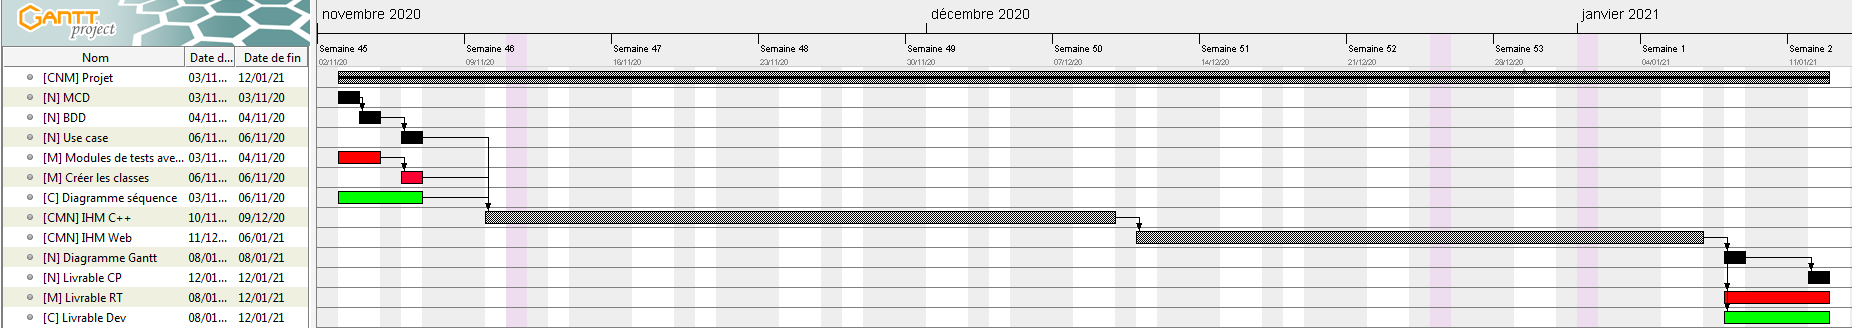 GANTT
project
novembre 2020 décembre 2020 janvier 2021
Semaine 45 Semaine 46 Semaine 47 Semaine 48 Semaine 49 Semaine 50 Semaine 51 Semaine 52 Semaine 53 Semaine 1 Semaine 2
02/11/20 09/11/20 16/11/20 23/11/20 30/11/20 07/12/20 14/12/20 21/12/20 28/12/20 04/01/21 11/01/21
Nom Date d... Date de fin
[CNM] Projet 03/11... 12/01/21
[N] MCD 03/11... 03/11/20
[N] BDD 04/11... 04/11/20
[N] Use case 06/11... 06/11/20
[M] Modules de tests ave... 03/11... 04/11/20
[M] Créer les classes 06/11... 06/11/20
[C] Diagramme séquence 03/11... 06/11/20
[CMN] IHM C++ 10/11... 09/12/20
[CMN] IHM Web 11/12... 06/01/21
[N] Diagramme Gantt 08/01... 08/01/21
[N] Livrable CP 12/01... 12/01/21
[M] Livrable RT 08/01... 12/01/21
[C] Livrable Dev 08/01... 12/01/21